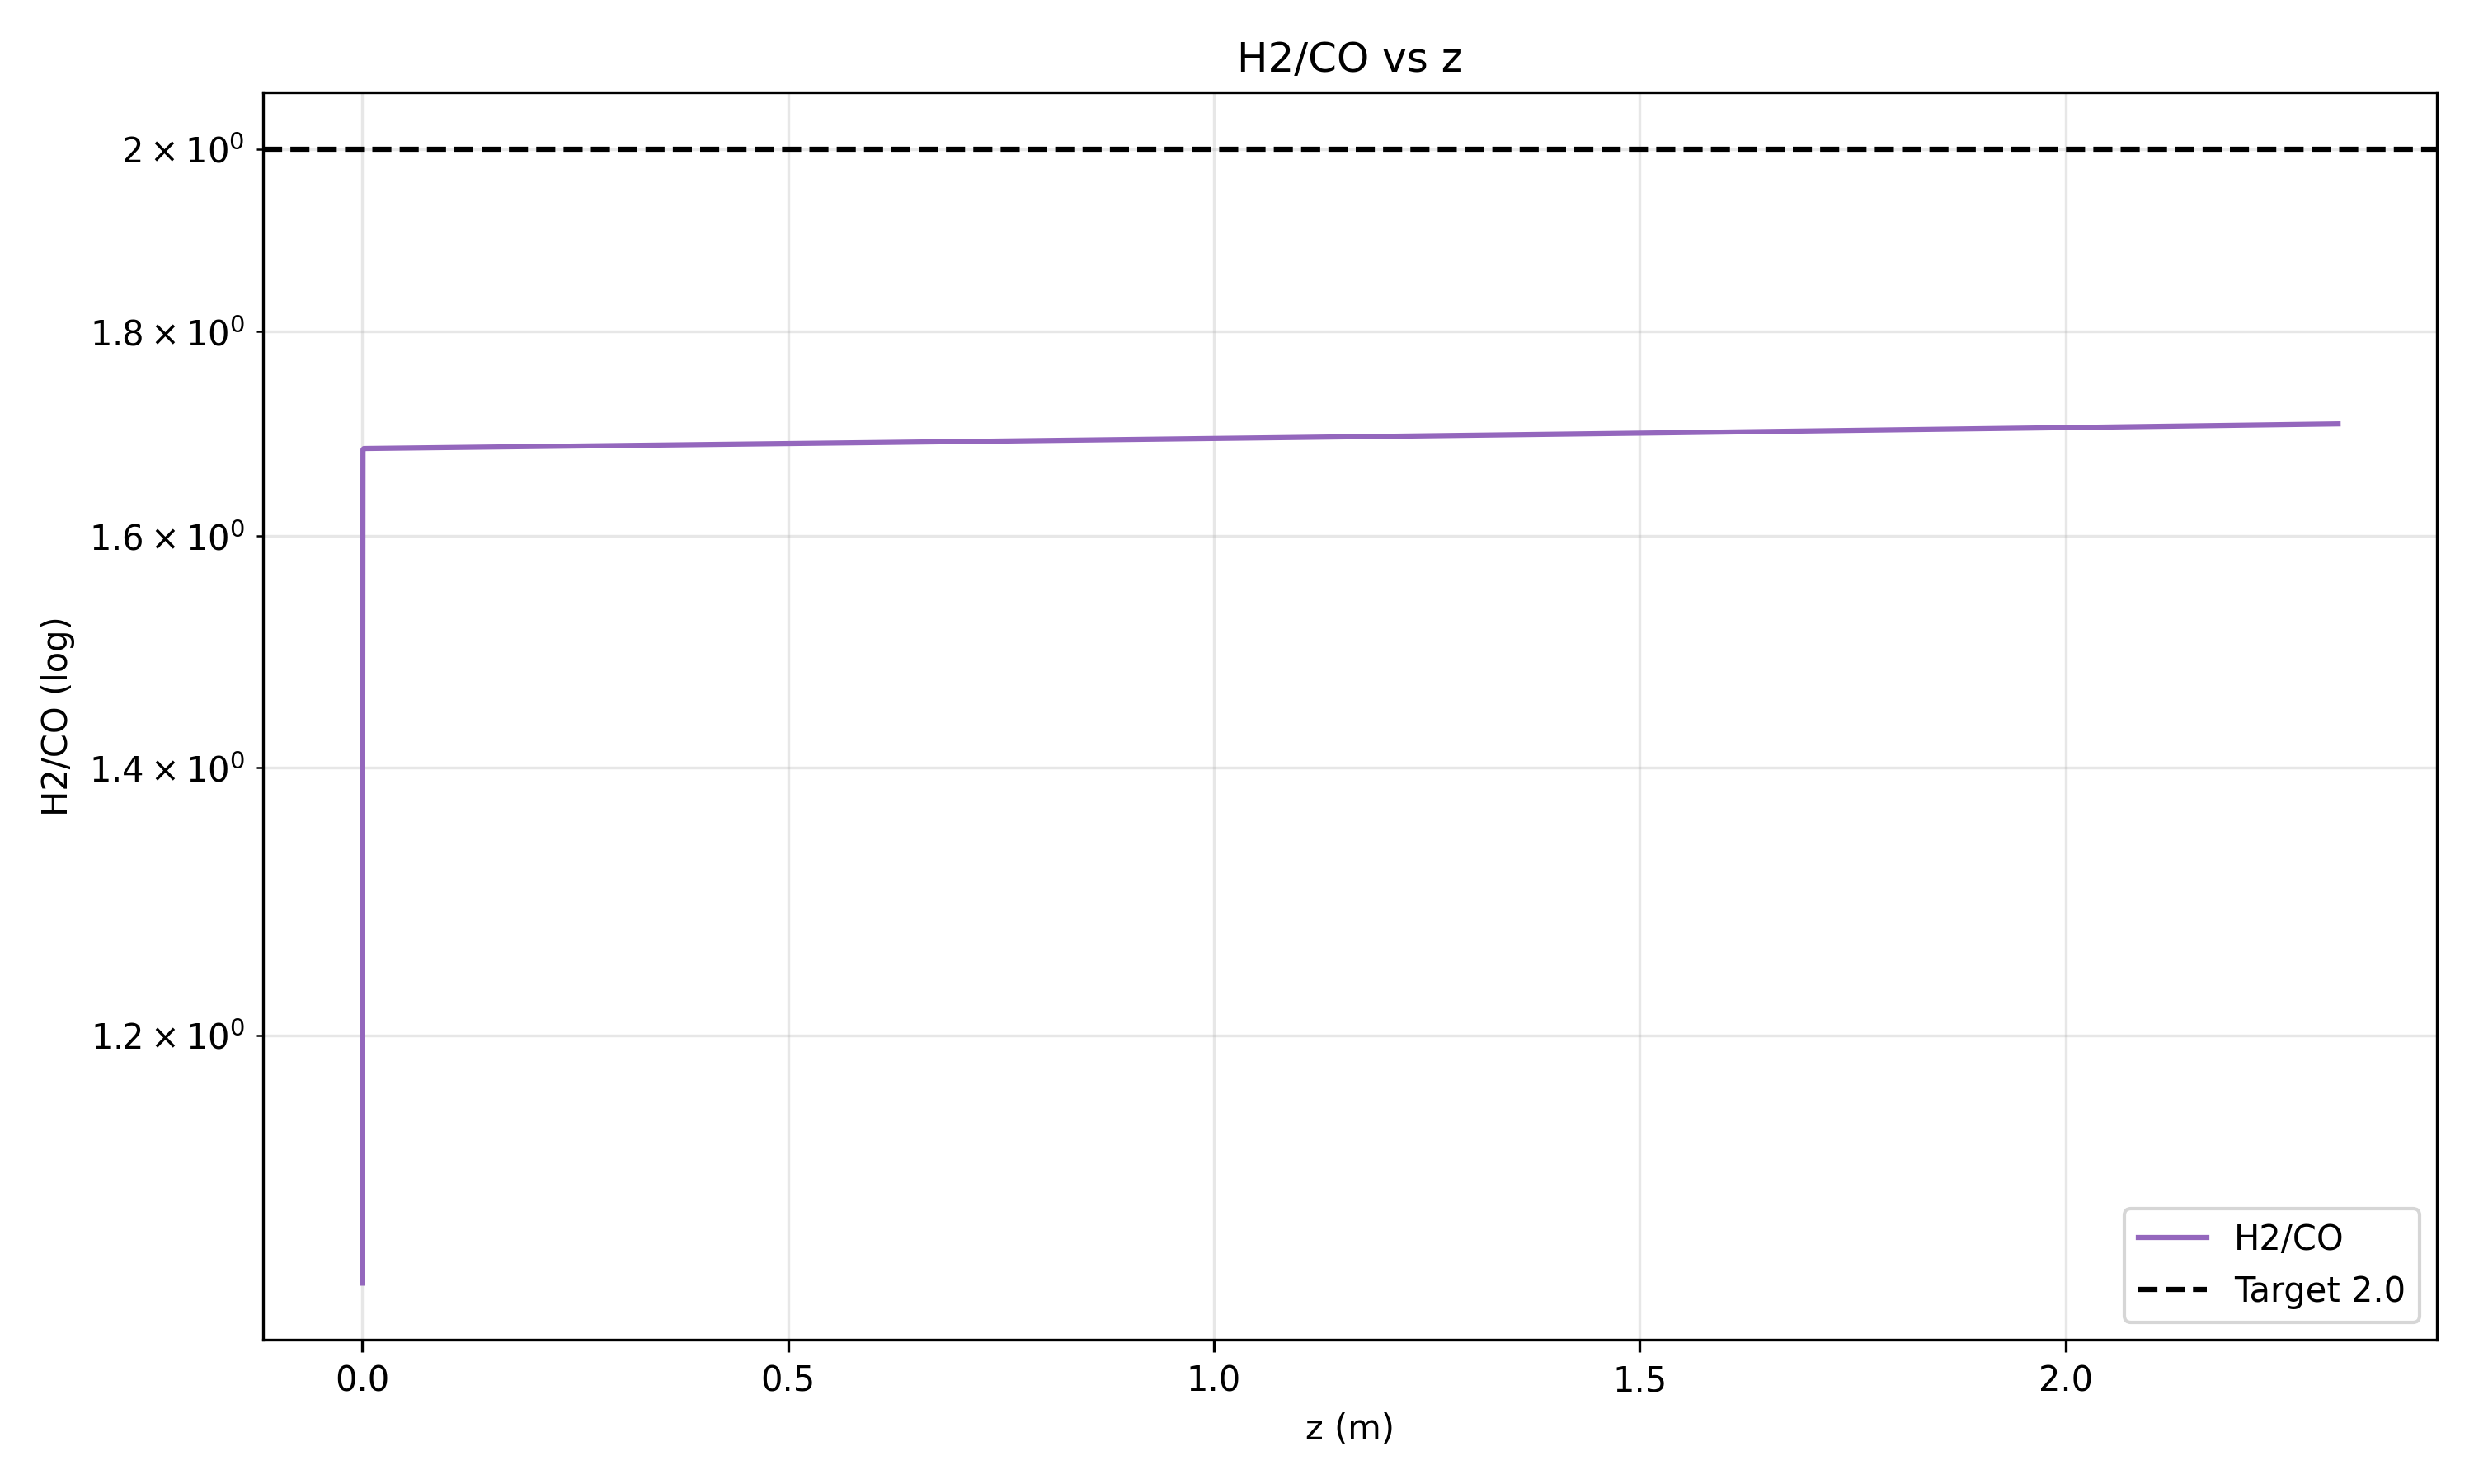 H2/CO vs z
2 × 10⁰
1.8 × 10⁰
1.6 × 10⁰
1.4 × 10⁰
1.2 × 10⁰
H2/CO (log)
H2/CO
Target 2.0
0.0 0.5 1.0 1.5 2.0
z (m)